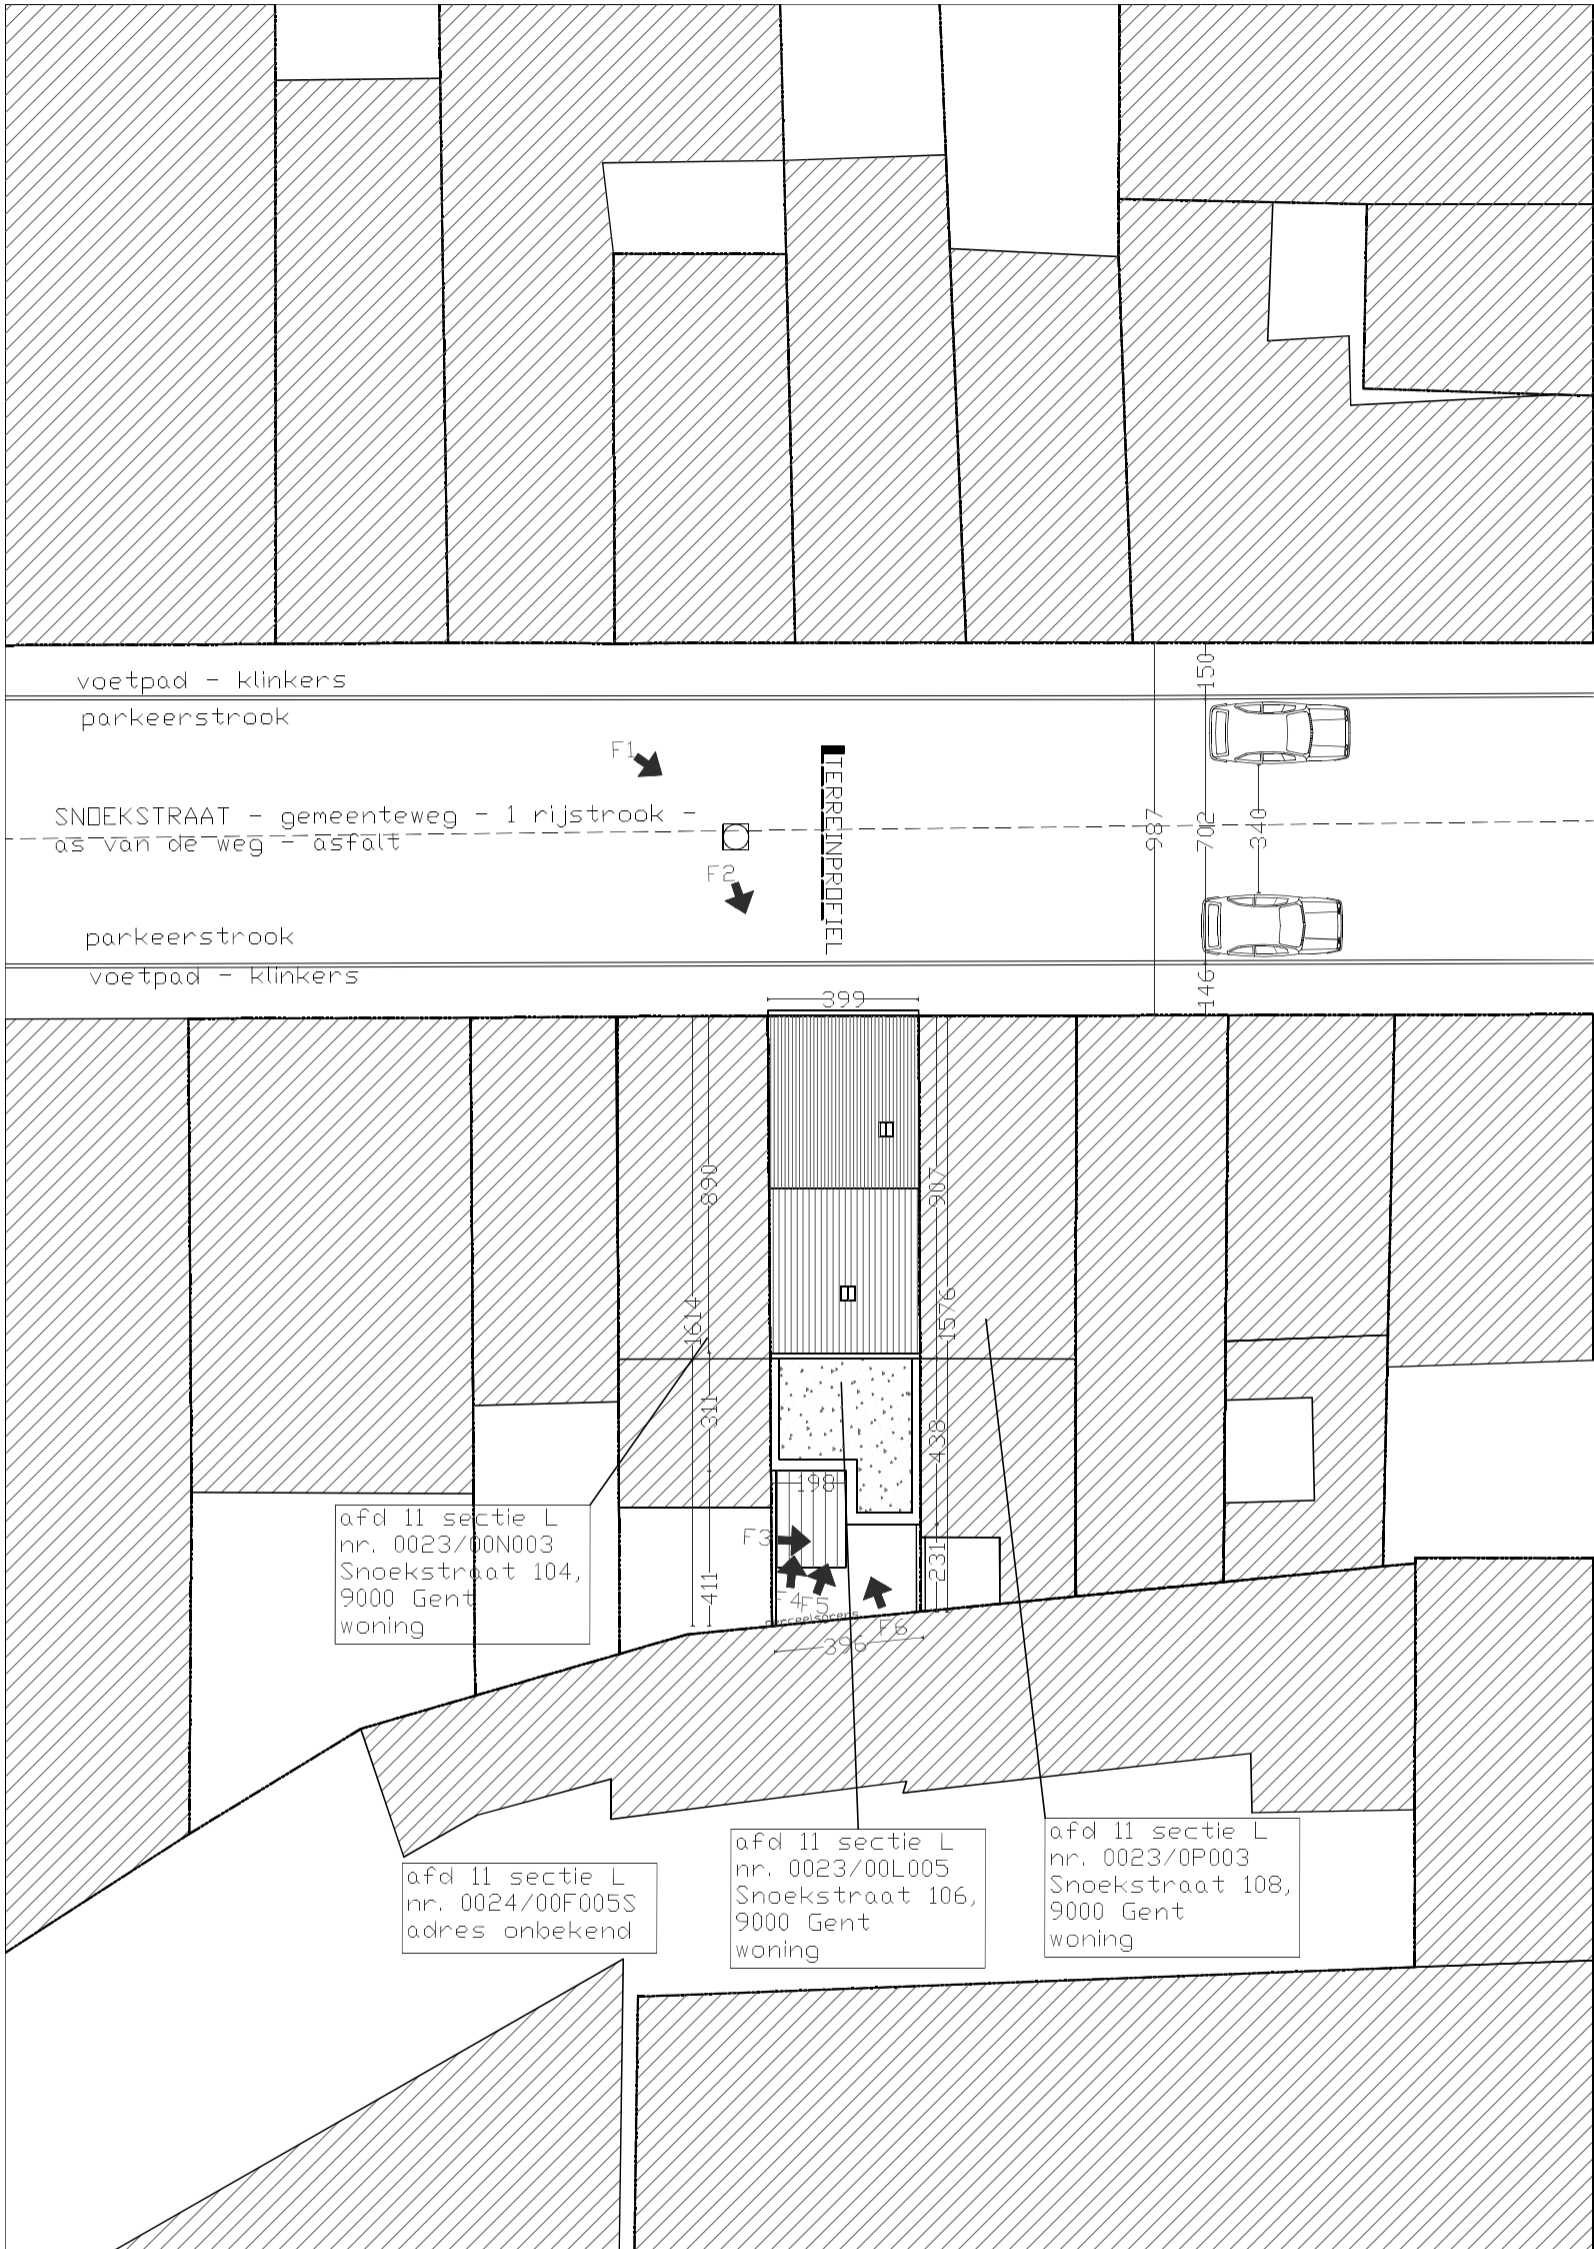 voetpad - klinkers
parkeerstrook
F1
SNOEKSTRAAT - gemeenteweg - 1 rijstrook -
as van de weg - asfalt
F2
TERREINPROFIEL
parkeerstrook
voetpad - klinkers
150
987
702
340
146
399
890
907
1614
1576
311
438
198
411
231
F3
F4
F5
F6
perceelsgrens
396
afd 11 sectie L
nr. 0023/00N003
Snoekstraat 104,
9000 Gent
woning
afd 11 sectie L
nr. 0024/00F005S
adres onbekend
afd 11 sectie L
nr. 0023/00L005
Snoekstraat 106,
9000 Gent
woning
afd 11 sectie L
nr. 0023/0P003
Snoekstraat 108,
9000 Gent
woning